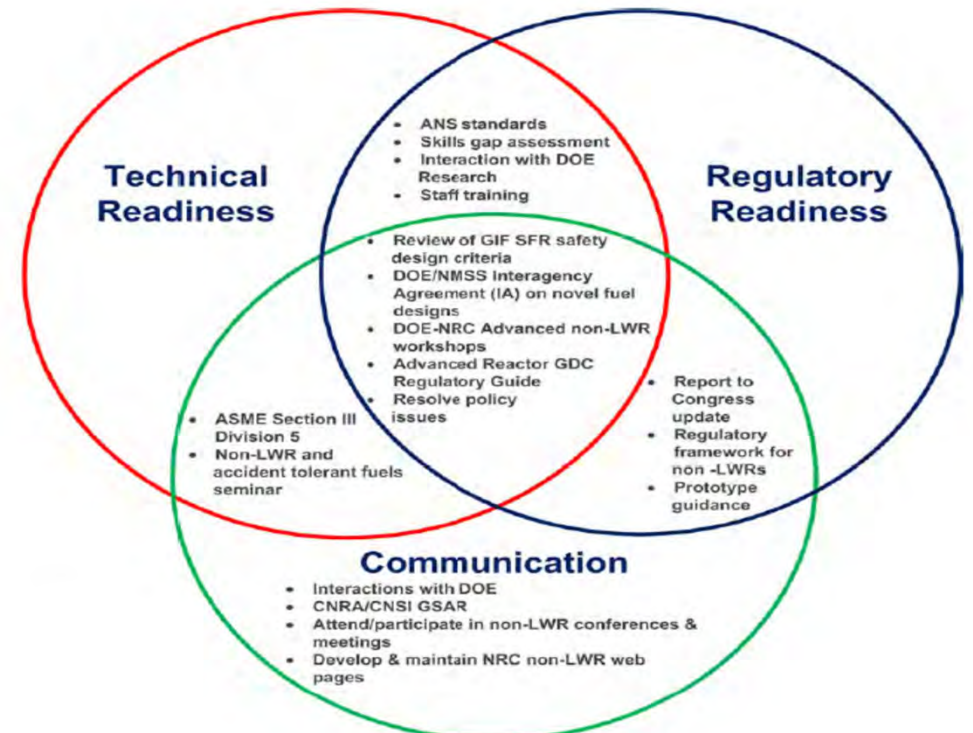 • ANS standards
• Skills gap assessment
• Interaction with DOE
Research
• Staff training
Technical
Readiness
Regulatory
Readiness
• Review of GIF SFR safety
design criteria
• DOE/NMSS Interagency
Agreement (IA) on novel fuel
designs
• DOE-NRC Advanced non-LWR
workshops
• Advanced Reactor GDC
Regulatory Guide
• Resolve policy
issues
• ASME Section III
Division 5
• Non-LWR and
accident tolerant fuels
seminar
• Report to
Congress
update
• Regulatory
framework for
non -LWRs
• Prototype
guidance
Communication
• Interactions with DOE
• CNRA/CNSI GSAR
• Attend/participate in non-LWR conferences &
meetings
• Develop & maintain NRC non-LWR web
pages